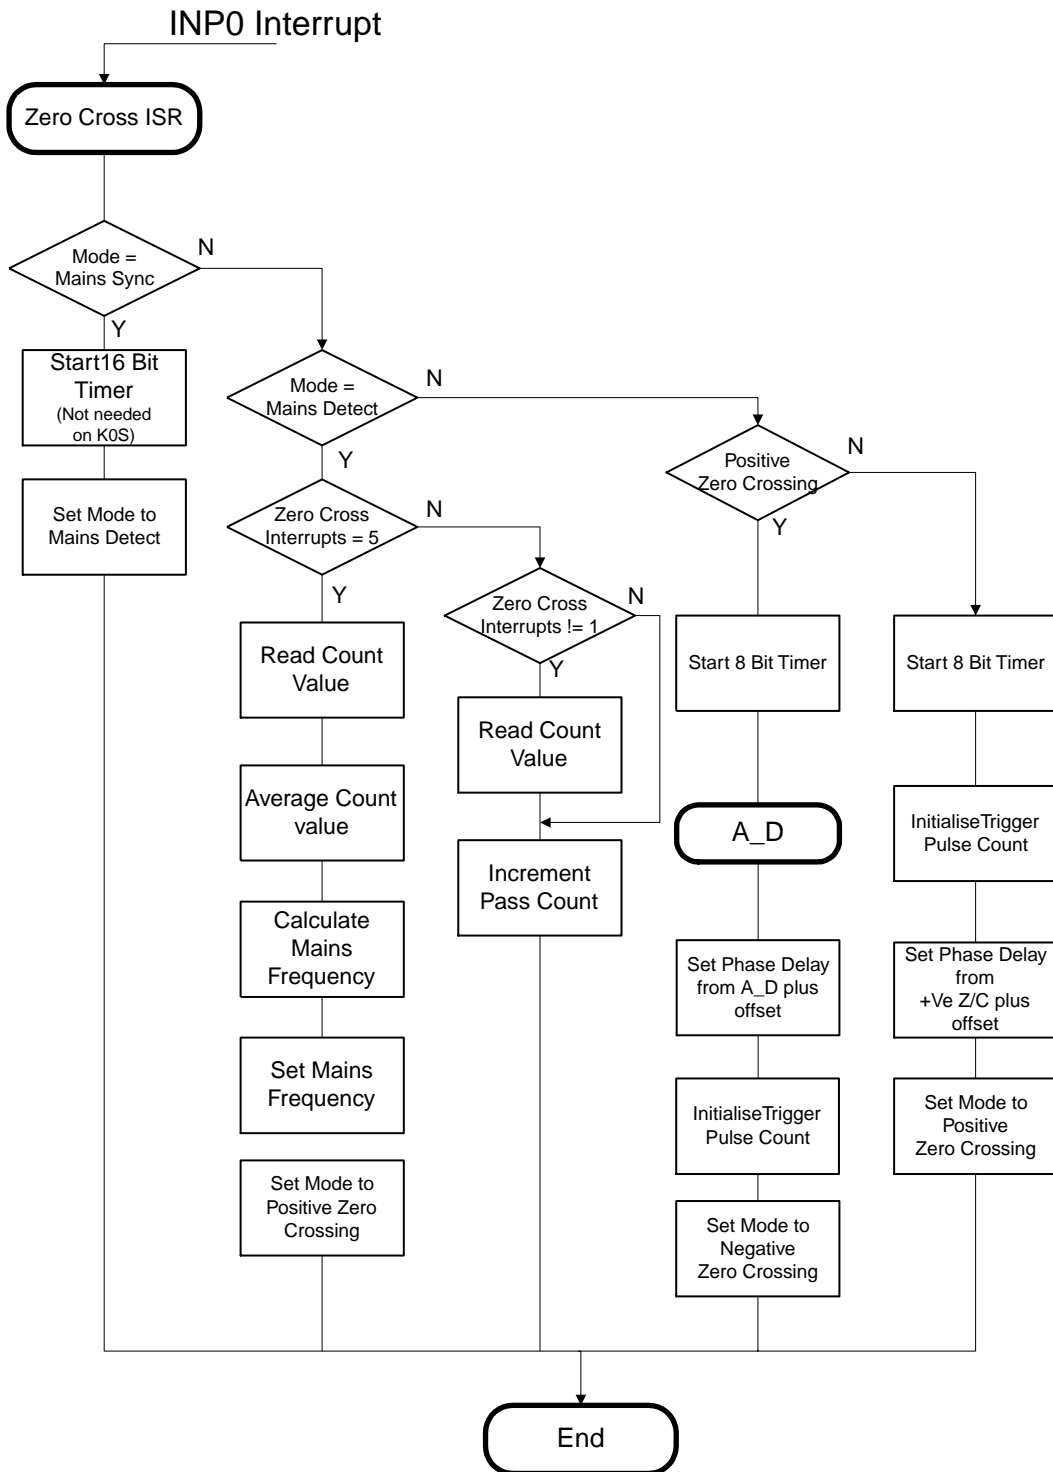 INP0 Interrupt
Zero Cross ISR
Mode =
Mains Sync
N
Y
Start16 Bit
Timer
(Not needed
on K0S)
Set Mode to
Mains Detect
Mode =
Mains Detect
N
Y
Zero Cross
Interrupts = 5
N
Y
Read Count
Value
Average Count
value
Calculate
Mains
Frequency
Set Mains
Frequency
Set Mode to
Positive Zero
Crossing
Zero Cross
Interrupts != 1
N
Y
Read Count
Value
Increment
Pass Count
Positive
Zero Crossing
N
Y
Start 8 Bit Timer
A_D
Set Phase Delay
from A_D plus
offset
InitialiseTrigger
Pulse Count
Set Mode to
Negative
Zero Crossing
Start 8 Bit Timer
InitialiseTrigger
Pulse Count
Set Phase Delay
from
+Ve Z/C plus
offset
Set Mode to
Positive
Zero Crossing
End